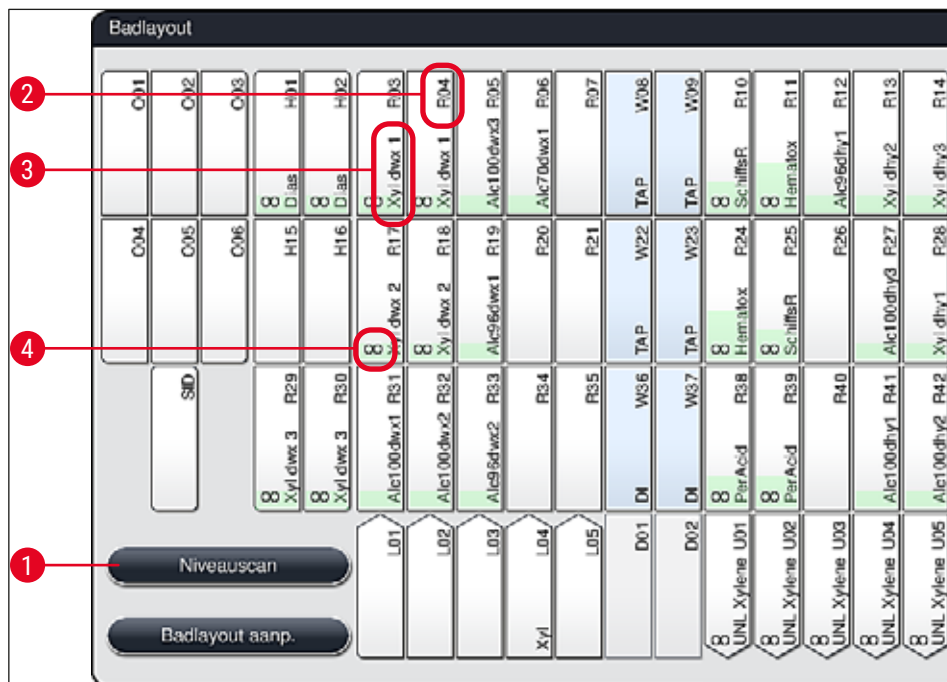 Badlayout
O01
O02
O03
∞ Dias H01
∞ Dias H02
∞ Xyl dwx 1 R03
∞ Xyl dwx 1 R04
Alc100dwx3 R05
Alc70dwx1 R06
R07
TAP W08
TAP W09
∞ SchiffsR R10
∞ Hematox R11
Alc96dhy1 R12
Xyl dhy2 R13
Xyl dhy3 R14
2
3
O04
O05
O06
H15
H16
∞ Xyl dwx 2 R17
∞ Xyl dwx 2 R18
Alc96dwx1 R19
R20
R21
TAP W22
TAP W23
∞ Hematox R24
∞ SchiffsR R25
R26
Alc100dhy3 R27
Xyl dhy1 R28
4
SID
∞ Xyl dwx 3 R29
∞ Xyl dwx 3 R30
Alc100dwx1 R31
Alc100dwx2 R32
Alc96dwx2 R33
R34
R35
DI W36
DI W37
∞ PerAcid R38
∞ PerAcid R39
R40
Alc100dhy1 R41
Alc100dhy2 R42
1
Niveauscan
Badlayout aanp.
L01
L02
L03
Xyl L04
L05
D01
D02
∞ UNL Xylene U01
∞ UNL Xylene U02
∞ UNL Xylene U03
∞ UNL Xylene U04
∞ UNL Xylene U05